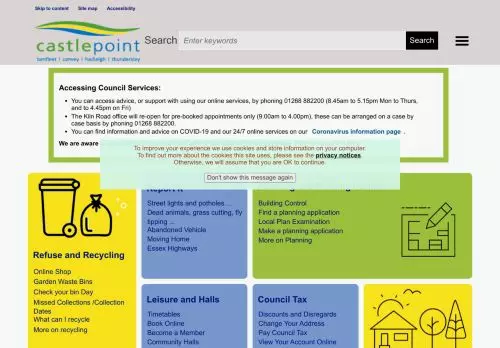 Skip to content Site map Accessibility
castlepoint
benfleet | canvey | hadleigh | thundersley
Search Enter keywords Search
Accessing Council Services:
You can access advice, or support with using our online services, by phoning 01268 882200 (8.45am to 5.15pm Mon to Thurs,
and to 4.45pm on Fri)
The Kiln Road office will re-open for pre-booked appointments only (9.00am to 4.00pm), these can be arranged on a case by
case basis by phoning 01268 882200.
You can find information and advice on COVID-19 and our 24/7 online services on our Coronavirus information page .
We are aware
To improve your experience we use cookies and store information on your computer.
To find out more about the cookies this site uses, please see the privacy notices.
Otherwise, we will assume that you are OK to continue.
Don't show this message again
Refuse and Recycling
Online Shop
Garden Waste Bins
Check your bin Day
Missed Collections /Collection
Dates
What can I recycle
More on recycling
Report it
Street lights and potholes....
Dead animals, grass cutting, fly
tipping ...
Abandoned Vehicle
Moving Home
Essex Highways
Building Control
Find a planning application
Local Plan Examination
Make a planning application
More on Planning
Leisure and Halls
Timetables
Book Online
Become a Member
Community Halls
Council Tax
Discounts and Disregards
Change Your Address
Pay Council Tax
View Your Account Online